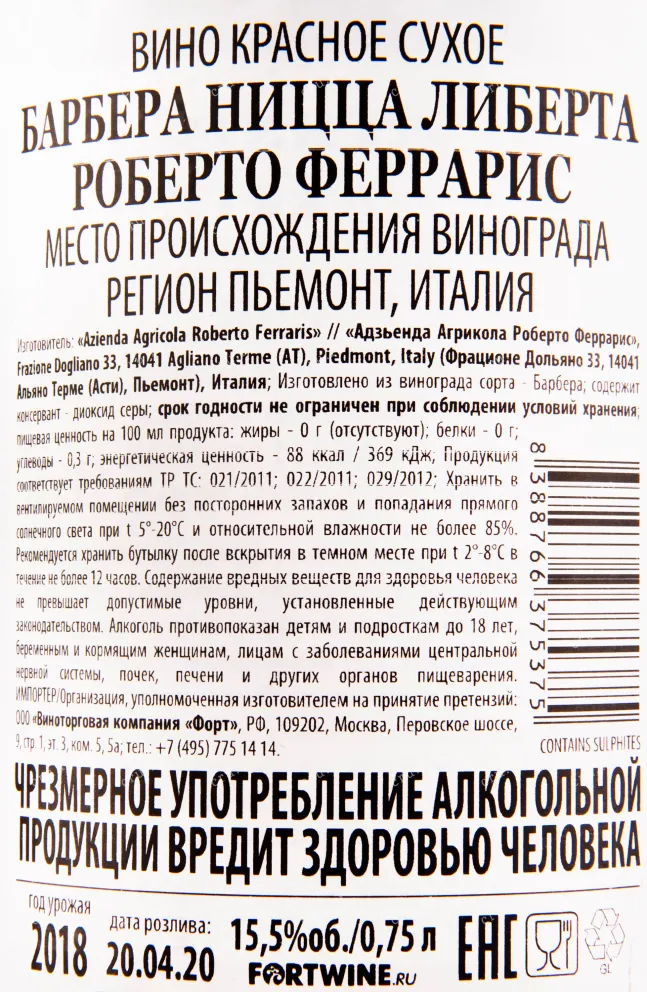 ВИНО КРАСНОЕ СУХОЕ
БАРБЕРА НИЦЦА ЛИБЕРТА
РОБЕРТО ФЕРРАРИС
МЕСТО ПРОИСХОЖДЕНИЯ ВИНОГРАДА
РЕГИОН ПЬЕМОНТ, ИТАЛИЯ
Изготовитель: «Azienda Agricola Roberto Ferraris» // «Адзьенда Агрикола Роберто Феррарис»,
Frazione Dogliano 33, 14041 Agliano Terme (AT), Piedmont, Italy (Фрационе Дольяно 33, 14041
Альяно Терме (Асти), Пьемонт), Италия; Изготовлено из винограда сорта - Барбера; содержит
консервант - диоксид серы; срок годности не ограничен при соблюдении условий хранения;
пищевая ценность на 100 мл продукта: жиры - 0 г (отсутствуют); белки - 0 г;
углеводы - 0,3 г; энергетическая ценность - 88 ккал / 369 кДж; Продукция
соответствует требованиям ТР ТС: 021/2011; 022/2011; 029/2012; Хранить в
вентилируемом помещении без посторонних запахов и попадания прямого
солнечного света при t 5°-20°C и относительной влажности не более 85%.
Рекомендуется хранить бутылку после вскрытия в темном месте при t 2°-8°C в
течение не более 12 часов. Содержание вредных веществ для здоровья человека
не превышает допустимые уровни, установленные действующим
законодательством. Алкоголь противопоказан детям и подросткам до 18 лет,
беременным и кормящим женщинам, лицам с заболеваниями центральной
нервной системы, почек, печени и других органов пищеварения.
ИМПОРТЕР/Организация, уполномоченная изготовителем на принятие претензий:
ООО «Виноторговая компания «Форт», РФ, 109202, Москва, Перовское шоссе,
9, стр. 1, эт. 3, ком. 5, 5а; тел.: +7 (495) 775 14 14.
8 388766 375375
CONTAINS SULPHITES
ЧРЕЗМЕРНОЕ УПОТРЕБЛЕНИЕ АЛКОГОЛЬНОЙ
ПРОДУКЦИИ ВРЕДИТ ЗДОРОВЬЮ ЧЕЛОВЕКА
год урожая
2018
дата розлива:
20.04.20
15,5%об./0,75 л
FORTWINE.RU
EAC
GL